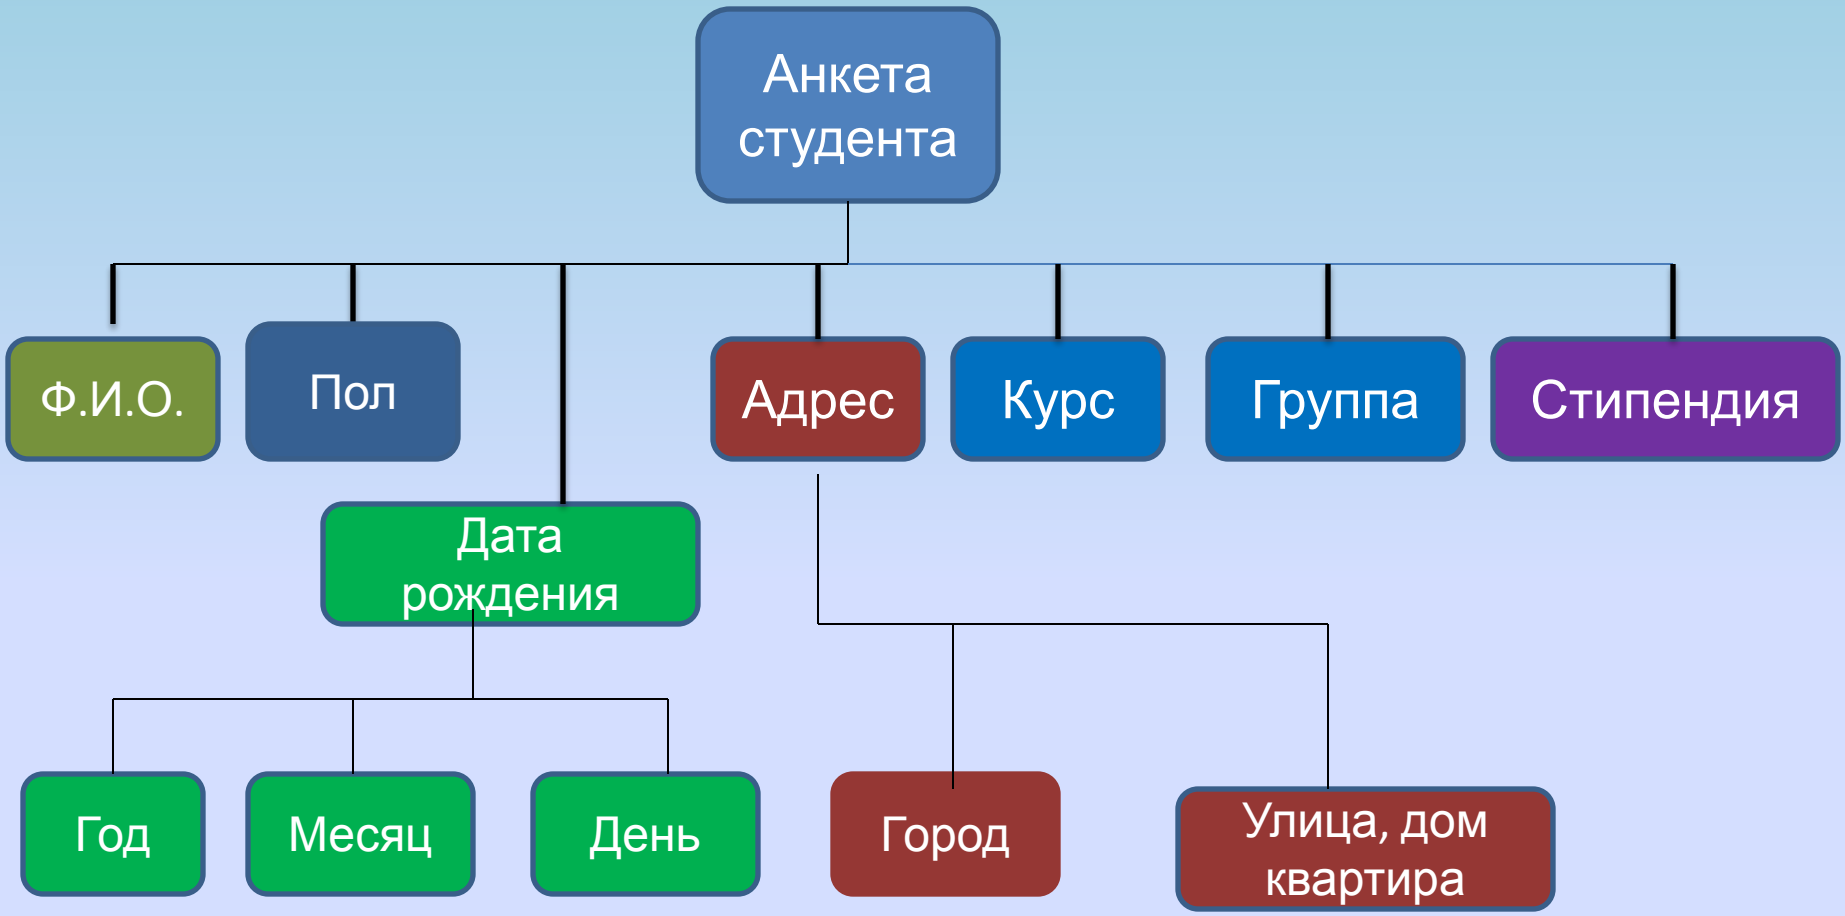 Анкета
студента
Ф.И.О.
Пол
Адрес
Курс
Группа
Стипендия
Дата
рождения
Год
Месяц
День
Город
Улица, дом
квартира